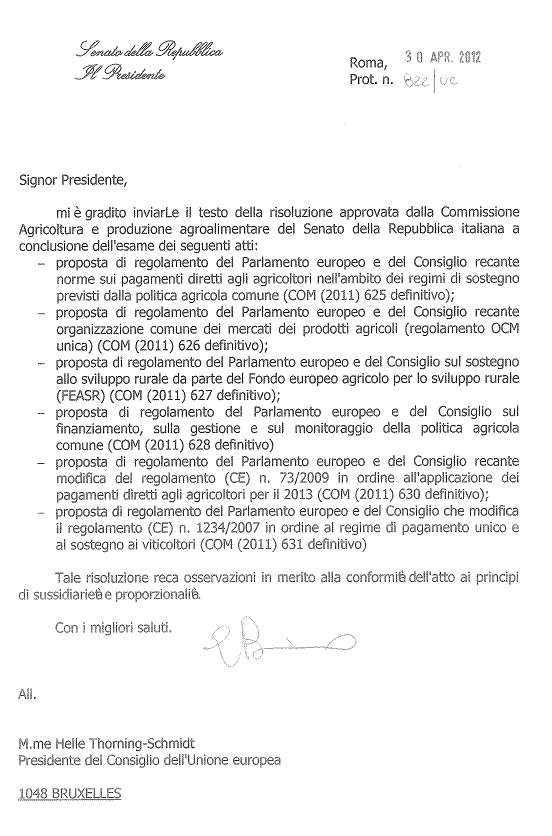 Senato della Repubblica
Il Presidente
Roma, 30 APR. 2012
Prot. n. 822/UC
Signor Presidente,
mi è gradito inviarLe il testo della risoluzione approvata dalla Commissione
Agricoltura e produzione agroalimentare del Senato della Repubblica italiana a
conclusione dell'esame dei seguenti atti:
– proposta di regolamento del Parlamento europeo e del Consiglio recante
norme sui pagamenti diretti agli agricoltori nell'ambito dei regimi di sostegno
previsti dalla politica agricola comune (COM (2011) 625 definitivo);
– proposta di regolamento del Parlamento europeo e del Consiglio recante
organizzazione comune dei mercati dei prodotti agricoli (regolamento OCM
unica) (COM (2011) 626 definitivo);
– proposta di regolamento del Parlamento europeo e del Consiglio sul sostegno
allo sviluppo rurale da parte del Fondo europeo agricolo per lo sviluppo rurale
(FEASR) (COM (2011) 627 definitivo);
– proposta di regolamento del Parlamento europeo e del Consiglio sul
finanziamento, sulla gestione e sul monitoraggio della politica agricola
comune (COM (2011) 628 definitivo)
– proposta di regolamento del Parlamento europeo e del Consiglio recante
modifica del regolamento (CE) n. 73/2009 in ordine all'applicazione dei
pagamenti diretti agli agricoltori per il 2013 (COM (2011) 630 definitivo);
– proposta di regolamento del Parlamento europeo e del Consiglio che modifica
il regolamento (CE) n. 1234/2007 in ordine al regime di pagamento unico e
al sostegno ai viticoltori (COM (2011) 631 definitivo)
Tale risoluzione reca osservazioni in merito alla conformità dell'atto ai principi
di sussidiarietà e proporzionalità.
Con i migliori saluti.
All.
M.me Helle Thorning-Schmidt
Presidente del Consiglio dell'Unione europea
1048 BRUXELLES